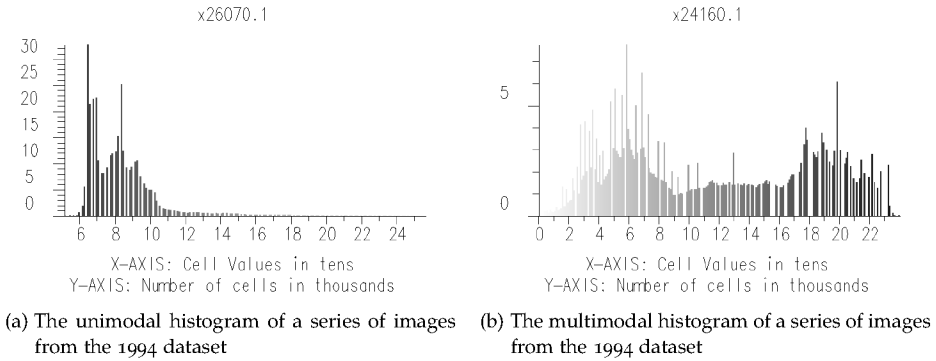 x26070.1
30
25
20
15
10
5
0
6 8 10 12 14 16 18 20 22 24
X-AXIS: Cell Values in tens
Y-AXIS: Number of cells in thousands
(a) The unimodal histogram of a series of images
from the 1994 dataset
x24160.1
5
0
0 2 4 6 8 10 12 14 16 18 20 22
X-AXIS: Cell Values in tens
Y-AXIS: Number of cells in thousands
(b) The multimodal histogram of a series of images
from the 1994 dataset